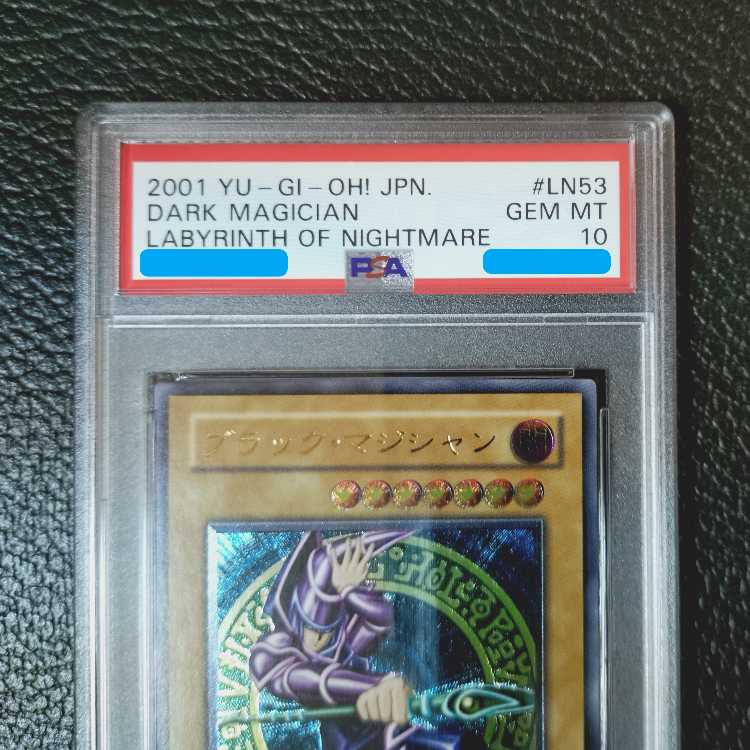 2001 YU-GI-OH! JPN. #LN53
DARK MAGICIAN GEM MT
LABYRINTH OF NIGHTMARE 10
PSA
ブラック・マジシャン
闇